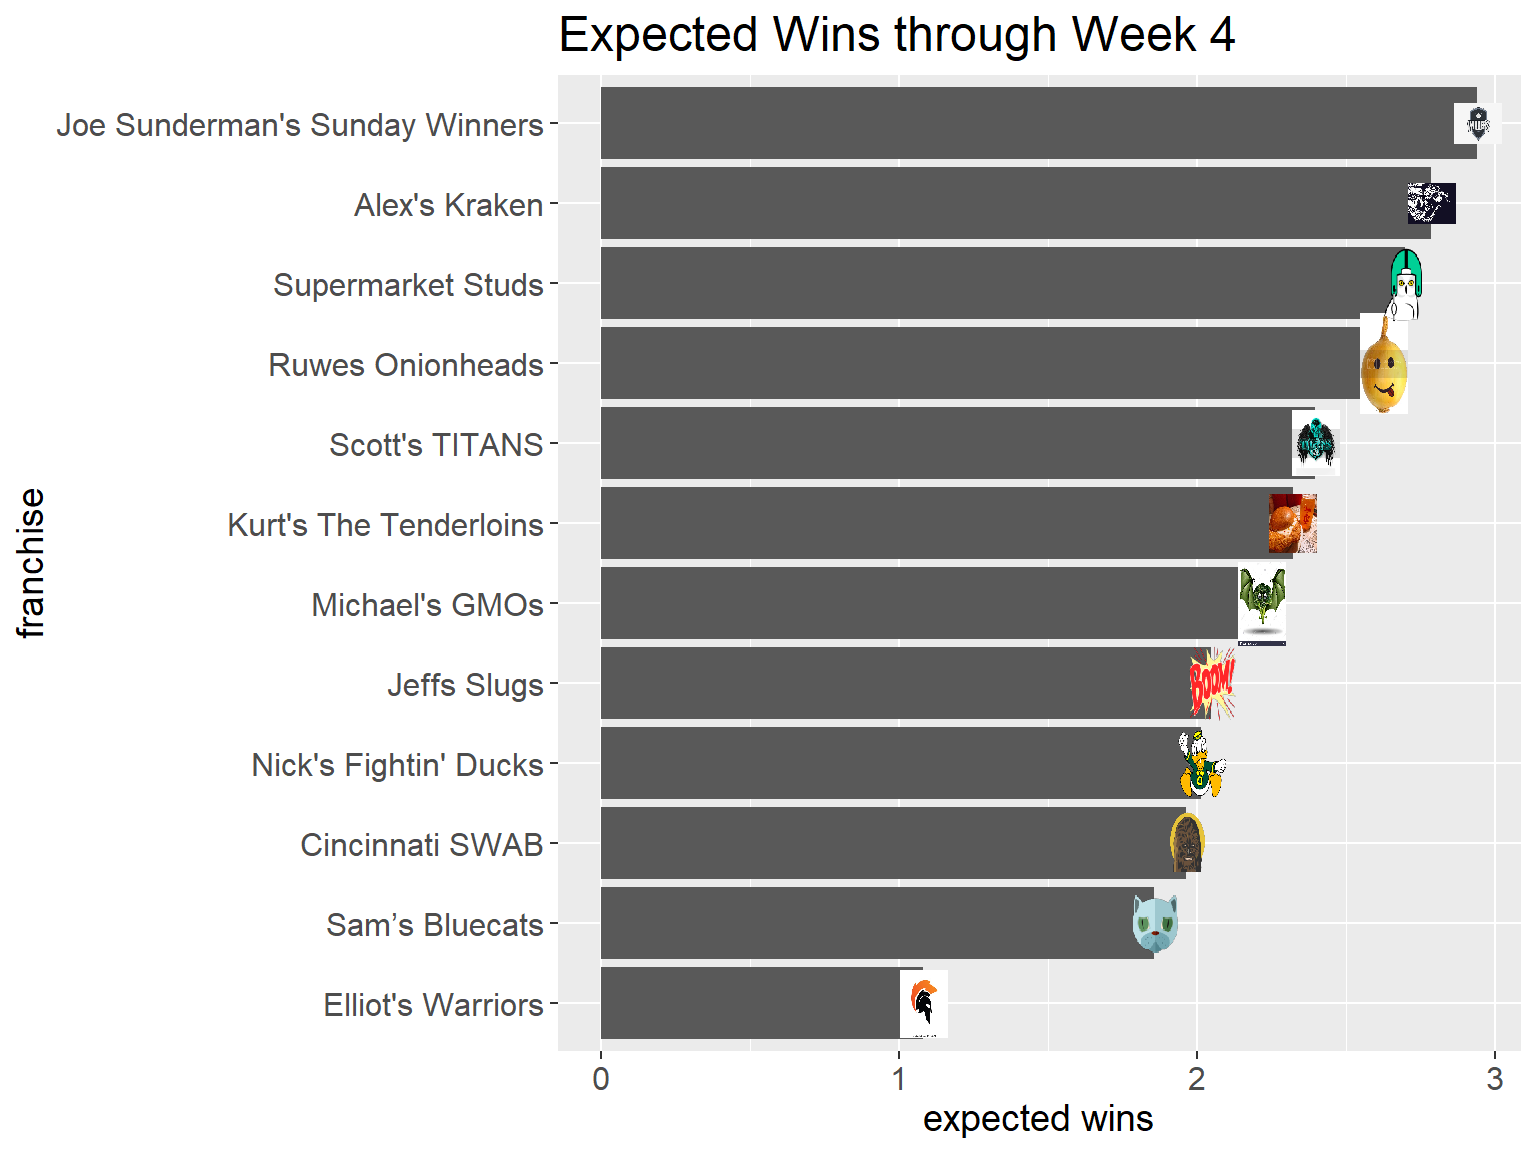 Expected Wins through Week 4
Joe Sunderman's Sunday Winners
Alex's Kraken
Supermarket Studs
Ruwes Onionheads
Scott's TITANS
Kurt's The Tenderloins
Michael's GMOs
Jeffs Slugs
BOOM!
Nick's Fightin' Ducks
Cincinnati SWAB
Sam’s Bluecats
Elliot's Warriors
franchise
0 1 2 3
expected wins